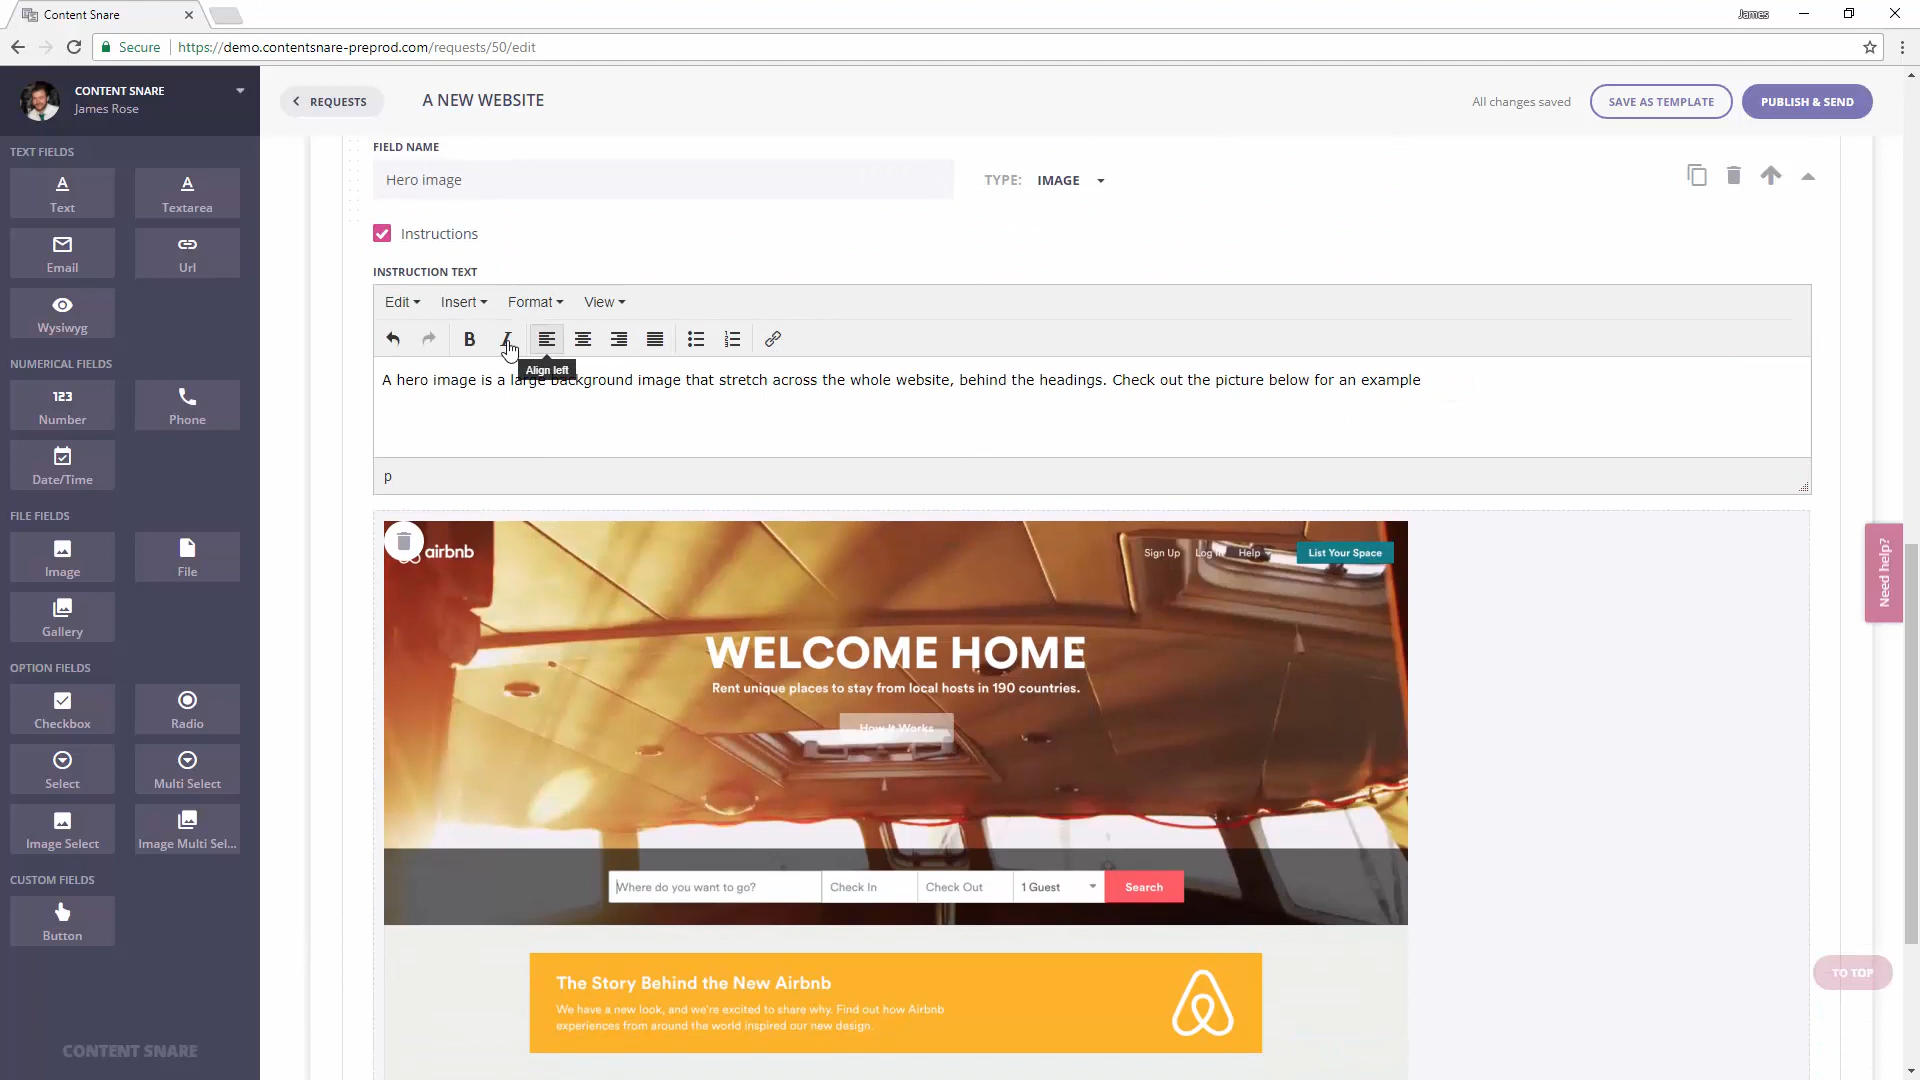 Content Snare
James
Secure
https://demo.contentsnare-preprod.com/requests/50/edit
CONTENT SNARE
James Rose
REQUESTS
A NEW WEBSITE
All changes saved
SAVE AS TEMPLATE
PUBLISH & SEND
TEXT FIELDS
Text
Textarea
Email
Url
Wysiwyg
NUMERICAL FIELDS
123
Number
Phone
Date/Time
FILE FIELDS
Image
File
Gallery
OPTION FIELDS
Checkbox
Radio
Select
Multi Select
Image Select
Image Multi Sel...
CUSTOM FIELDS
Button
CONTENT SNARE
FIELD NAME
Hero image
TYPE: IMAGE
Instructions
INSTRUCTION TEXT
Edit
Insert
Format
View
B I
Align left
A hero image is a large background image that stretch across the whole website, behind the headings. Check out the picture below for an example
p
airbnb
Sign Up
Log In
Help
List Your Space
WELCOME HOME
Rent unique places to stay from local hosts in 190 countries.
How It Works
Where do you want to go?
Check In
Check Out
1 Guest
Search
The Story Behind the New Airbnb
We have a new look, and we're excited to share why. Find out how Airbnb
experiences from around the world inspired our new design.
Need help?
TO TOP